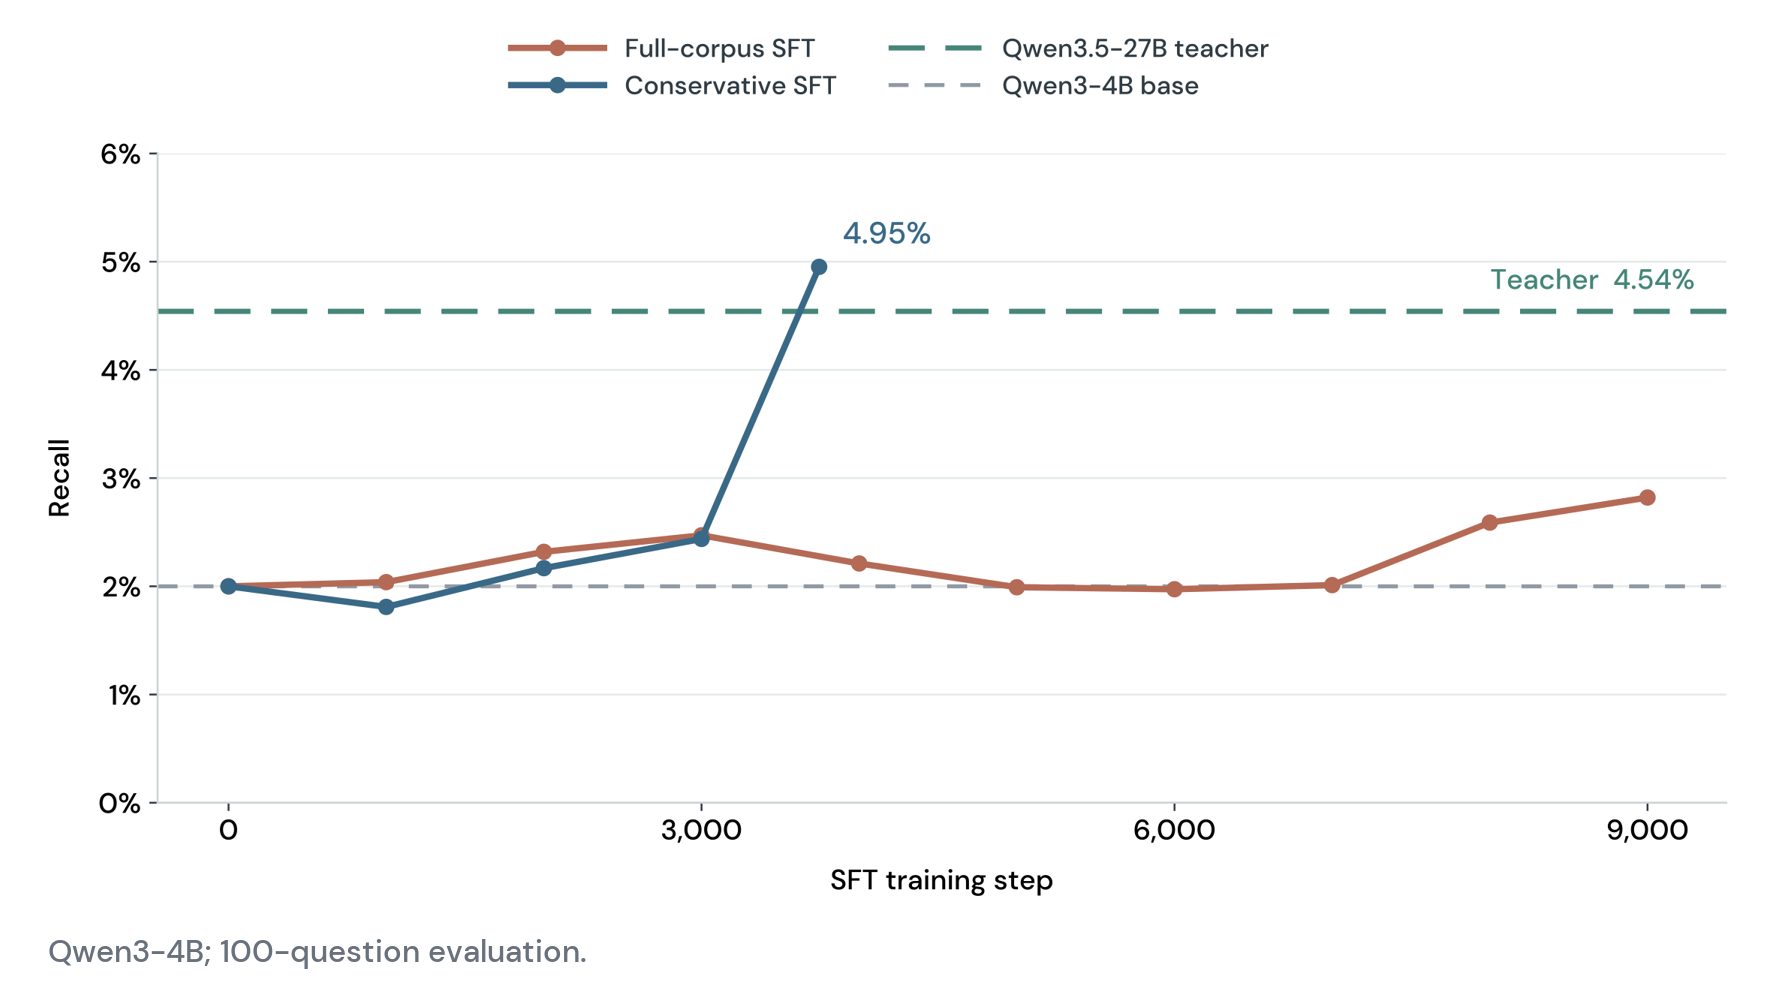 Full-corpus SFT
Conservative SFT
Qwen3.5-27B teacher
Qwen3-4B base
6%
5%
4%
3%
2%
1%
0%
Recall
4.95%
Teacher 4.54%
0
3,000
6,000
9,000
SFT training step
Qwen3-4B; 100-question evaluation.